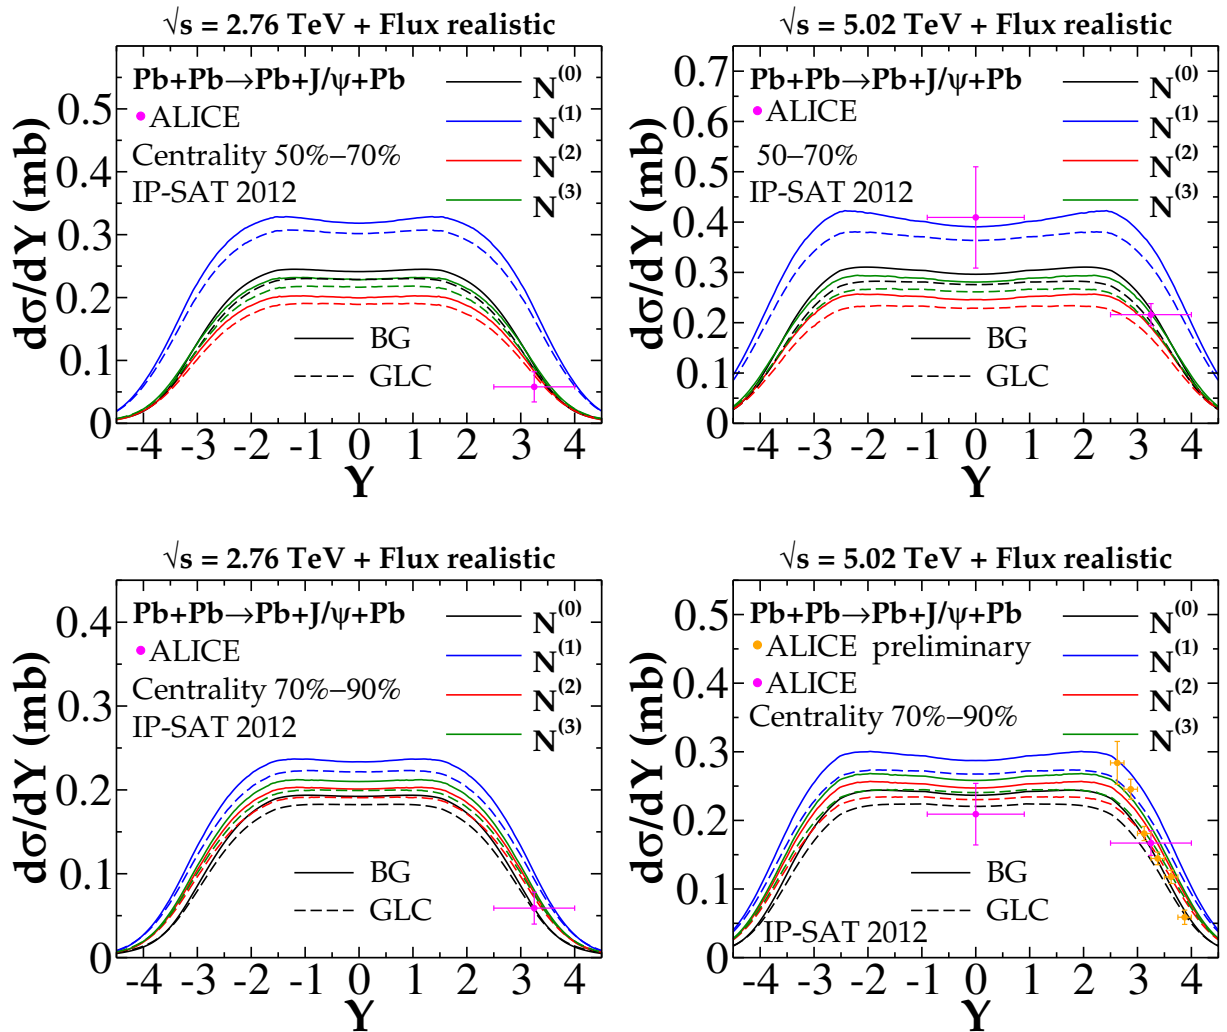 √s = 2.76 TeV + Flux realistic
Pb+Pb→Pb+J/ψ+Pb
ALICE
Centrality 50%–70%
IP-SAT 2012
N(0)
N(1)
N(2)
N(3)
BG
GLC
dσ/dY (mb)
0.5
0.4
0.3
0.2
0.1
0
-4 -3 -2 -1 0 1 2 3 4
Y
√s = 5.02 TeV + Flux realistic
Pb+Pb→Pb+J/ψ+Pb
ALICE
50–70%
IP-SAT 2012
N(0)
N(1)
N(2)
N(3)
BG
GLC
dσ/dY (mb)
0.7
0.6
0.5
0.4
0.3
0.2
0.1
0
-4 -3 -2 -1 0 1 2 3 4
Y
√s = 2.76 TeV + Flux realistic
Pb+Pb→Pb+J/ψ+Pb
ALICE
Centrality 70%–90%
IP-SAT 2012
N(0)
N(1)
N(2)
N(3)
BG
GLC
dσ/dY (mb)
0.4
0.3
0.2
0.1
0
-4 -3 -2 -1 0 1 2 3 4
Y
√s = 5.02 TeV + Flux realistic
Pb+Pb→Pb+J/ψ+Pb
ALICE preliminary
ALICE
Centrality 70%–90%
N(0)
N(1)
N(2)
N(3)
BG
GLC
IP-SAT 2012
dσ/dY (mb)
0.5
0.4
0.3
0.2
0.1
0
-4 -3 -2 -1 0 1 2 3 4
Y